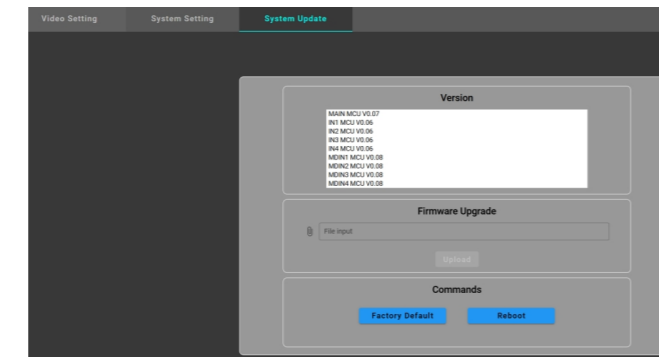 Video Setting System Setting System Update
Version
MAIN MCU V0.07
IN1 MCU V0.06
IN2 MCU V0.06
IN3 MCU V0.06
IN4 MCU V0.06
MDIN1 MCU V0.08
MDIN2 MCU V0.08
MDIN3 MCU V0.08
MDIN4 MCU V0.08
Firmware Upgrade
File input
Upload
Commands
Factory Default Reboot